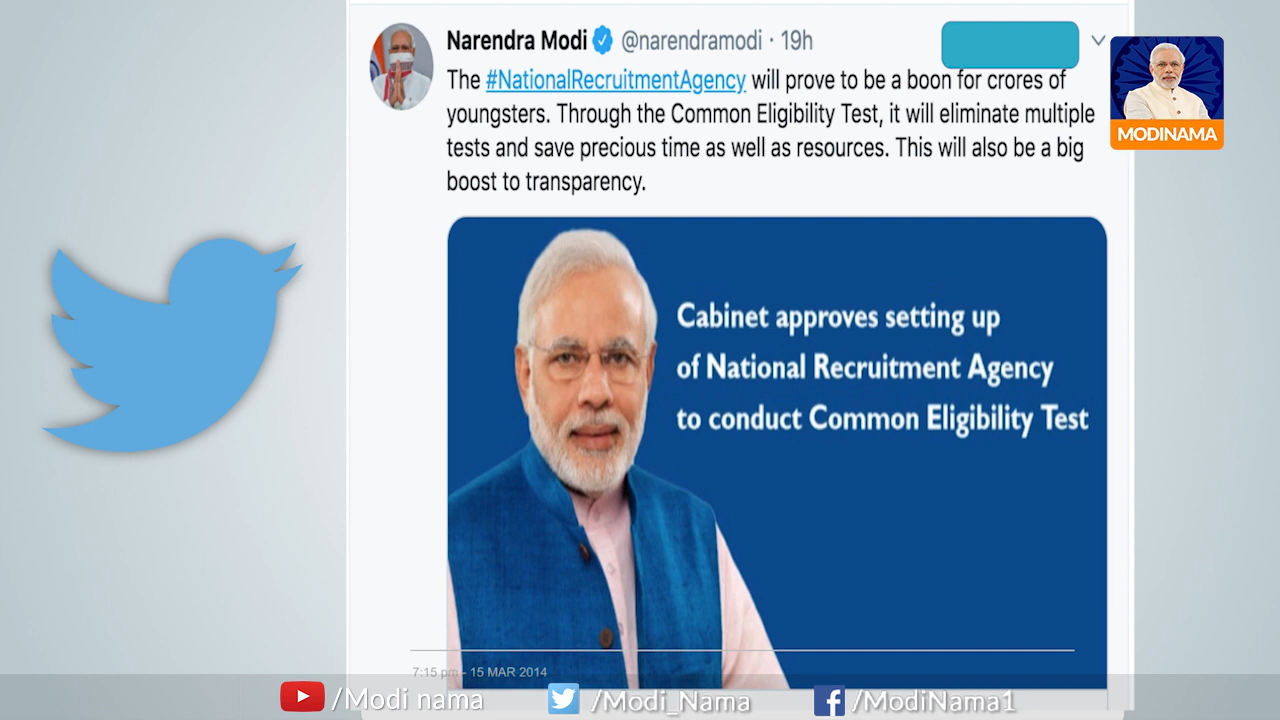 Narendra Modi @narendramodi · 19h
The #NationalRecruitmentAgency will prove to be a boon for crores of
youngsters. Through the Common Eligibility Test, it will eliminate multiple
tests and save precious time as well as resources. This will also be a big
boost to transparency.
MODINAMA
Cabinet approves setting up
of National Recruitment Agency
to conduct Common Eligibility Test
7:15 pm - 15 MAR 2014
/Modi nama /Modi_Nama /ModiNama1